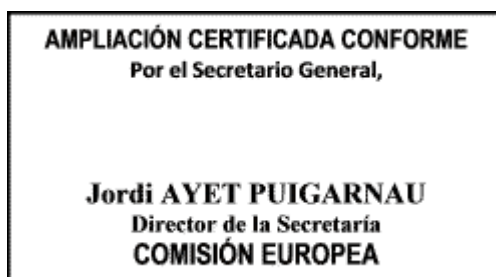 AMPLIACIÓN CERTIFICADA CONFORME
Por el Secretario General,
Jordi AYET PUIGARNAU
Director de la Secretaría
COMISIÓN EUROPEA